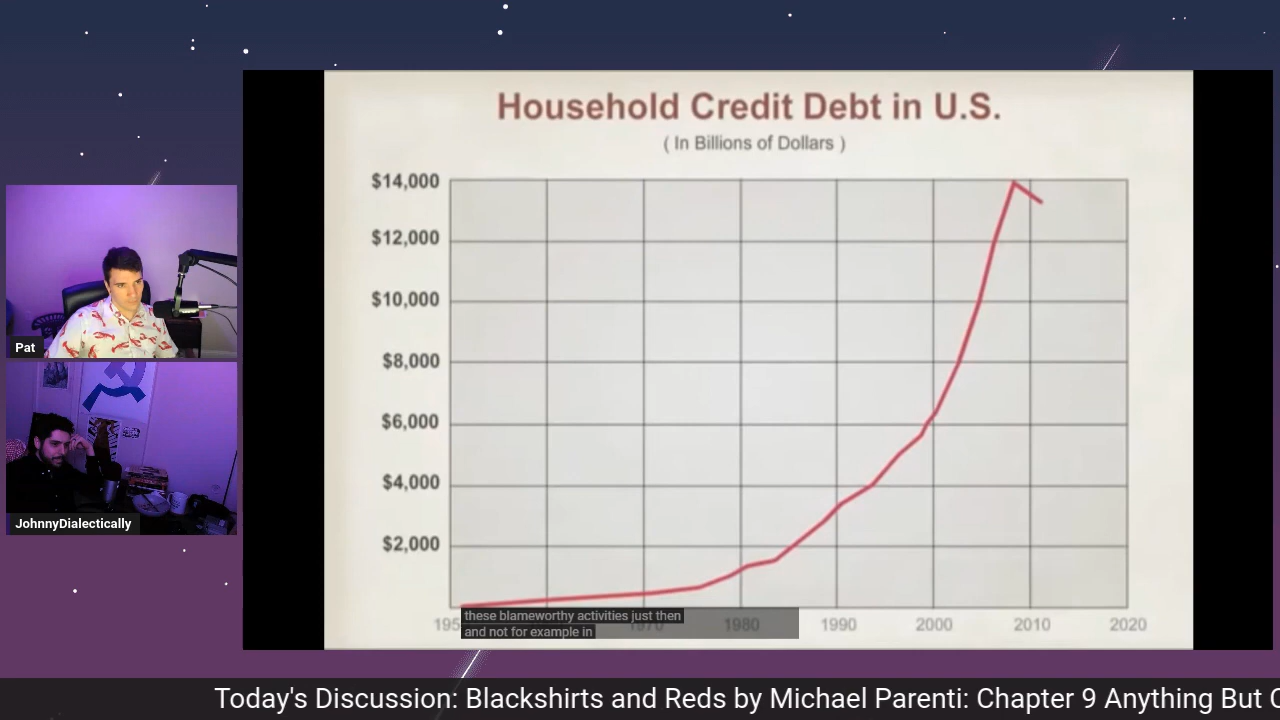 Household Credit Debt in U.S.
( In Billions of Dollars )
$14,000
$12,000
$10,000
$8,000
$6,000
$4,000
$2,000
1970
1980
1990
2000
2010
2020
these blameworthy activities just then
and not for example in
Pat
JohnnyDialectically
Today's Discussion: Blackshirts and Reds by Michael Parenti: Chapter 9 Anything But